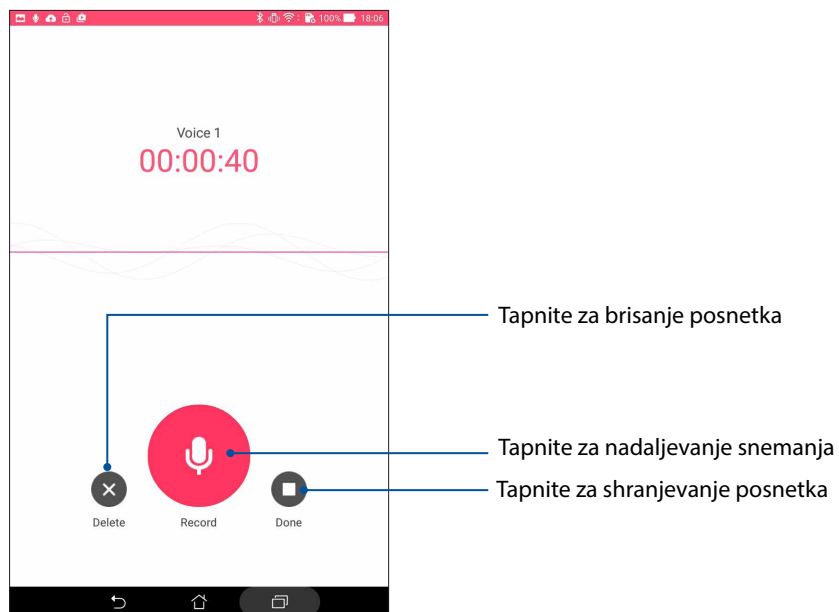 100% 18:06
Voice 1
00:00:40
Tapnite za brisanje posnetka
Tapnite za nadaljevanje snemanja
Tapnite za shranjevanje posnetka
Delete Record Done